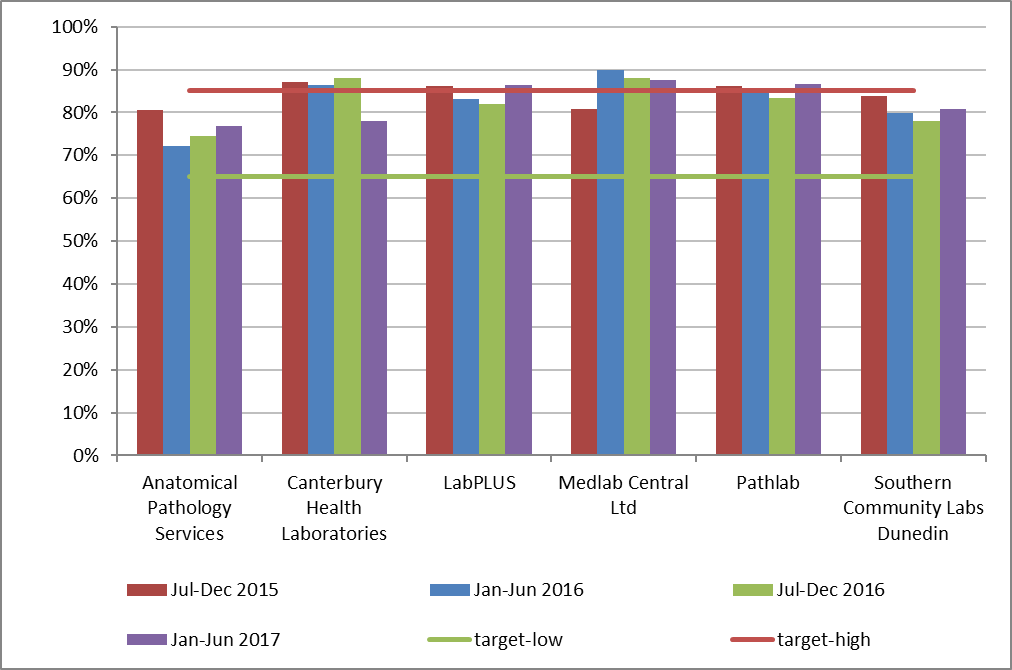 100%
90%
80%
70%
60%
50%
40%
30%
20%
10%
0%
Anatomical
Pathology
Services
Canterbury
Health
Laboratories
LabPLUS
Medlab Central
Ltd
Pathlab
Southern
Community Labs
Dunedin
Jul-Dec 2015
Jan-Jun 2016
Jul-Dec 2016
Jan-Jun 2017
target-low
target-high